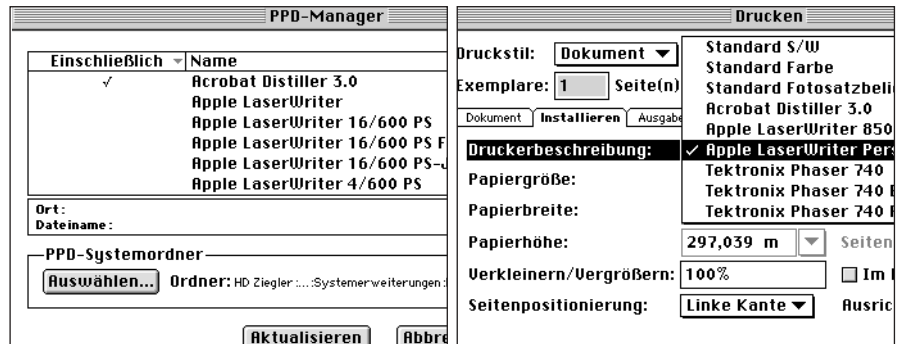 PPD-Manager
Einschließlich Name
√ Acrobat Distiller 3.0
Apple LaserWriter
Apple LaserWriter 16/600 PS
Apple LaserWriter 16/600 PS F
Apple LaserWriter 16/600 PS-J
Apple LaserWriter 4/600 PS
Ort:
Dateiname:
PPD-Systemordner
Auswählen... Ordner: HD Ziegler :...:Systemerweiterungen :
Aktualisieren Abbre
Drucken
Druckstil: Dokument
Exemplare: 1 Seite(n)
Dokument Installieren Ausgabe
Standard S/W
Standard Farbe
Standard Fotosatzbeli
Acrobat Distiller 3.0
Apple LaserWriter 850
Druckerbeschreibung: ✓ Apple LaserWriter Pers
Tektronix Phaser 740
Tektronix Phaser 740 E
Tektronix Phaser 740 F
Papiergröße:
Papierbreite:
Papierhöhe: 297,039 m Seiten
Verkleinern/Vergrößern: 100% Im
Seitenpositionierung: Linke Kante Ausric